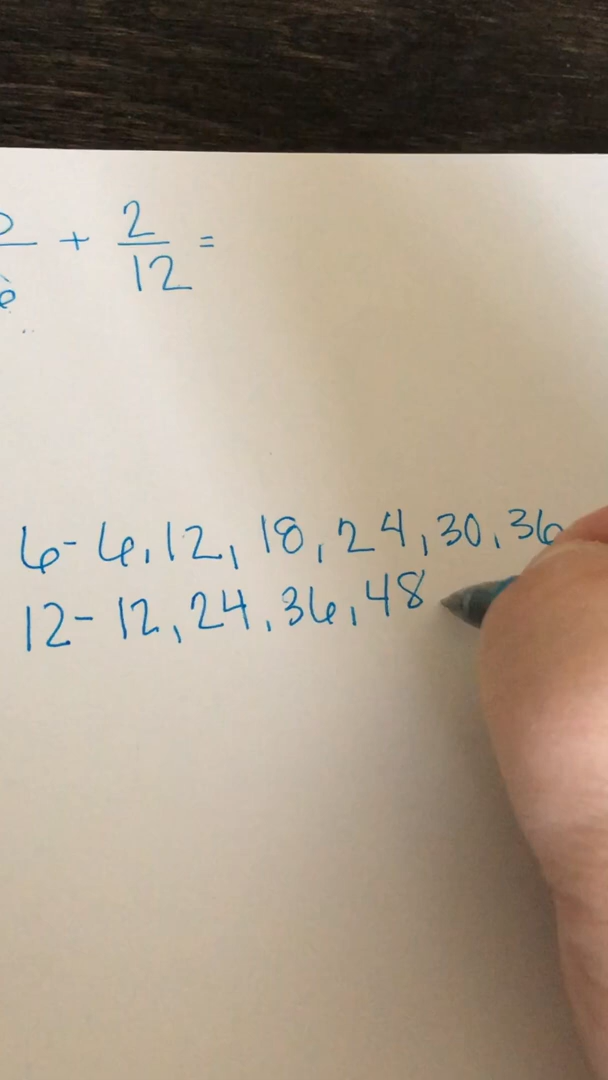 + 2/12 =
6- 6, 12, 18, 24, 30, 36
12- 12, 24, 36, 48